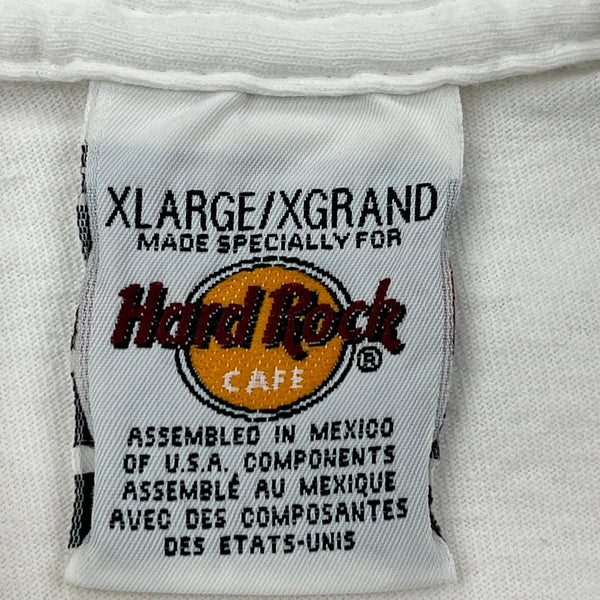 XLARGE/XGRAND
MADE SPECIALLY FOR
Hard Rock
CAFE ®
ASSEMBLED IN MEXICO
OF U.S.A. COMPONENTS
ASSEMBLÉ AU MEXIQUE
AVEC DES COMPOSANTES
DES ETATS-UNIS